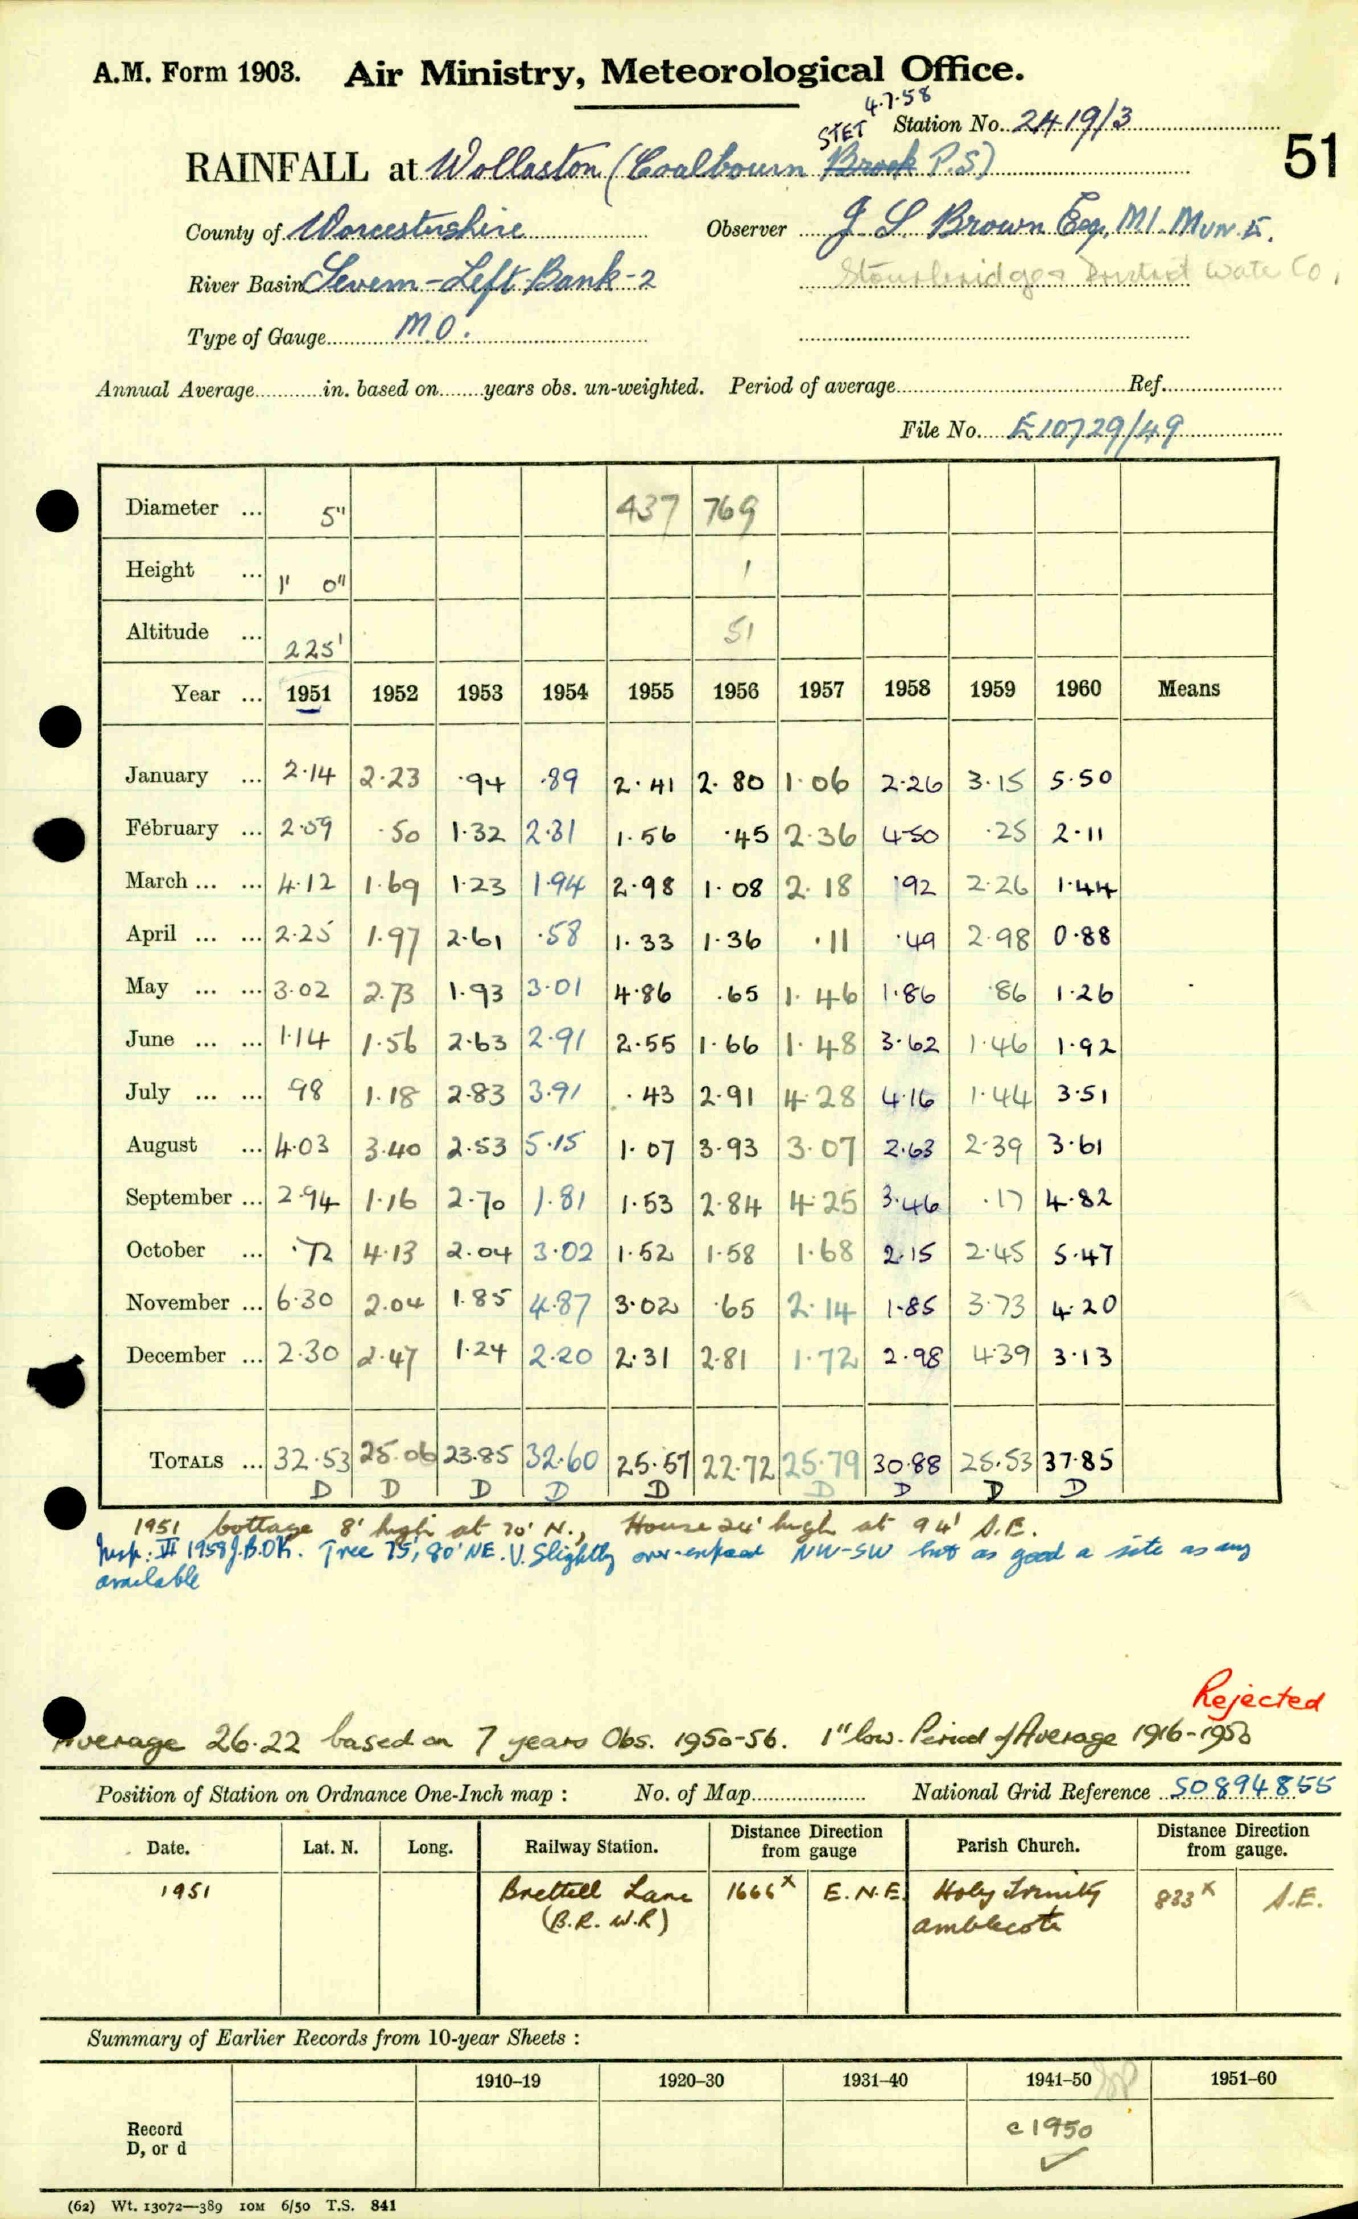 A.M. Form 1903. Air Ministry, Meteorological Office.
4.7.58
STET Station No. 2419/3
51
RAINFALL at Wollaston (Coalbourn Brook P.S)
County of Worcestershire Observer J S. Brown Esq, M.I. Mun. E.
River Basin Severn - Left Bank - 2 Stourbridge & District Water Co.
Type of Gauge M.O.
Annual Average in. based on years obs. un-weighted. Period of average Ref.
File No. E10729/49
Diameter ... 5" 437 769
Height ... 1' 0" 1
Altitude ... 225' 51
Year ... 1951 1952 1953 1954 1955 1956 1957 1958 1959 1960 Means
January ... 2.14 2.23 .94 .89 2.41 2.80 1.06 2.26 3.15 5.50
February ... 2.59 .50 1.32 2.31 1.56 .45 2.36 4.50 .25 2.11
March ... ... 4.12 1.69 1.23 1.94 2.98 1.08 2.18 .92 2.26 1.44
April ... ... 2.25 1.97 2.61 .58 1.33 1.36 .11 .49 2.98 0.88
May ... ... 3.02 2.73 1.93 3.01 4.86 .65 1.46 1.86 .86 1.26
June ... ... 1.14 1.56 2.63 2.91 2.55 1.66 1.48 3.62 1.46 1.92
July ... ... 98 1.18 2.83 3.91 .43 2.91 4.28 4.16 1.44 3.51
August ... 4.03 3.40 2.53 5.15 1.07 3.93 3.07 2.63 2.39 3.61
September ... 2.94 1.16 2.70 1.81 1.53 2.84 4.25 3.46 .17 4.82
October ... .72 4.13 2.04 3.02 1.52 1.58 1.68 2.15 2.45 5.47
November ... 6.30 2.04 1.85 4.87 3.02 .65 2.14 1.85 3.73 4.20
December ... 2.30 2.47 1.24 2.20 2.31 2.81 1.72 2.98 4.39 3.13
TOTALS ... 32.53 25.06 23.85 32.60 25.57 22.72 25.79 30.88 25.53 37.85
D D D D D D D D D
1951 Cottage 8' high at 70' N., House 24' high at 94' S.E.
Insp: VI 1958 J.B.OK. Tree 75', 80' NE. V. Slightly over-exposed NW-SW but as good a site as any
available
Rejected
Average 26.22 based on 7 years Obs. 1950-56. 1" low. Period of Average 1916-1950
Position of Station on Ordnance One-Inch map : No. of Map National Grid Reference SO 894855
Date. Lat. N. Long. Railway Station. Distance from Direction gauge Parish Church. Distance from Direction gauge.
1951 Brettell Lane 1666x E.N.E. Holy Trinity 833x S.E.
(B.R. W.R) Amblecote
Summary of Earlier Records from 10-year Sheets :
1910–19 1920–30 1931–40 1941–50 1951–60
Record c 1950
D, or d
(62) Wt. 13072—389 10M 6/50 T.S. 841